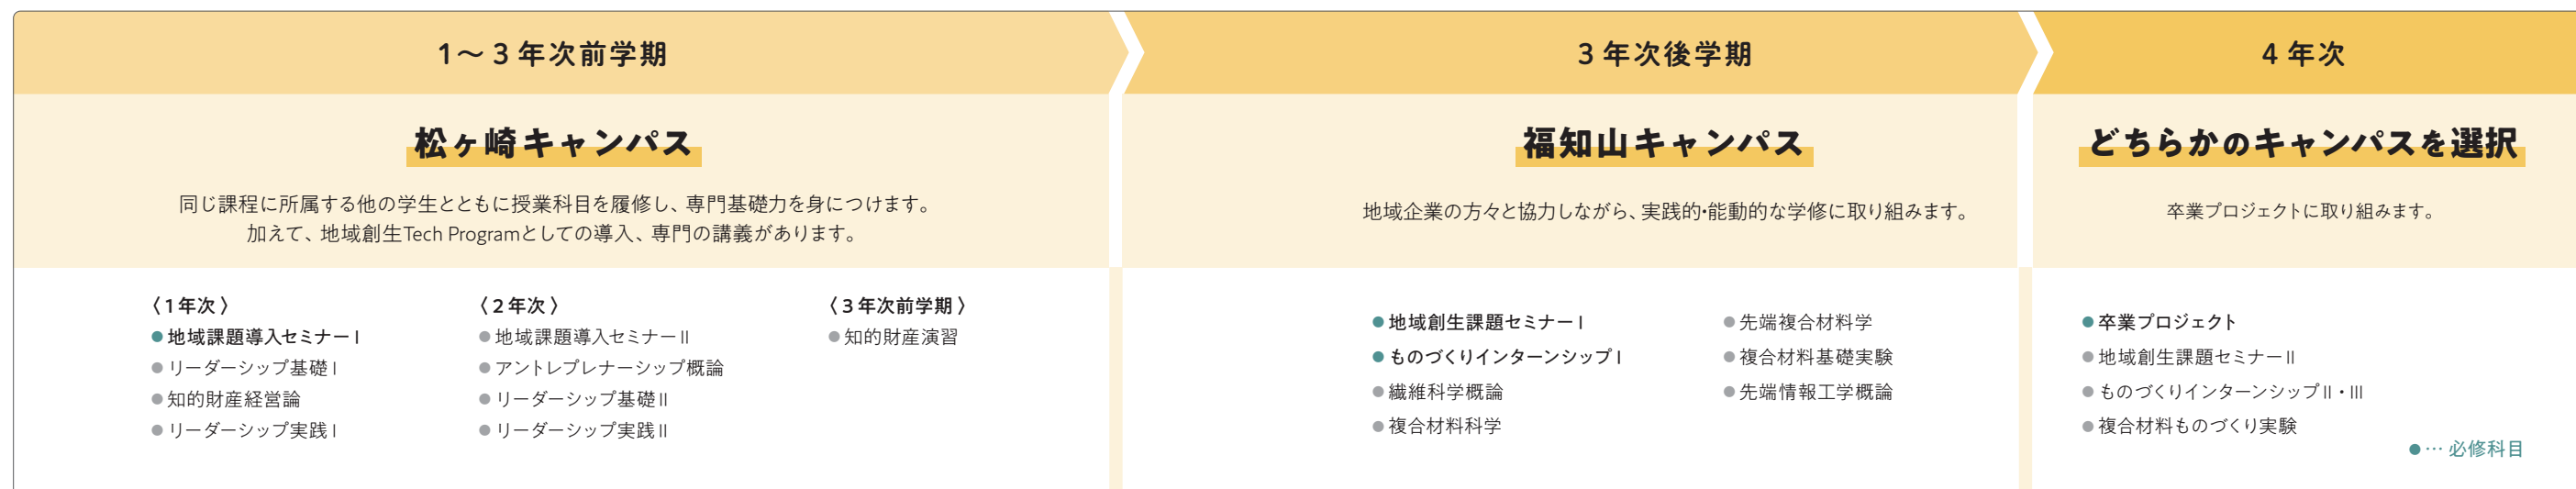 1～3年次前学期
松ヶ崎キャンパス
同じ課程に所属する他の学生とともに授業科目を履修し、専門基礎力を身につけます。
加えて、地域創生Tech Programとしての導入、専門の講義があります。
〈1年次〉
●地域課題導入セミナーⅠ
●リーダーシップ基礎Ⅰ
●知的財産経営論
●リーダーシップ実践Ⅰ
〈2年次〉
●地域課題導入セミナーⅡ
●アントレプレナーシップ概論
●リーダーシップ基礎Ⅱ
●リーダーシップ実践Ⅱ
〈3年次前学期〉
●知的財産演習
3年次後学期
福知山キャンパス
地域企業の方々と協力しながら、実践的・能動的な学修に取り組みます。
●地域創生課題セミナーⅠ
●ものづくりインターンシップⅠ
●繊維科学概論
●複合材料科学
●先端複合材料学
●複合材料基礎実験
●先端情報工学概論
4年次
どちらかのキャンパスを選択
卒業プロジェクトに取り組みます。
●卒業プロジェクト
●地域創生課題セミナーⅡ
●ものづくりインターンシップⅡ・Ⅲ
●複合材料ものづくり実験
●…必修科目